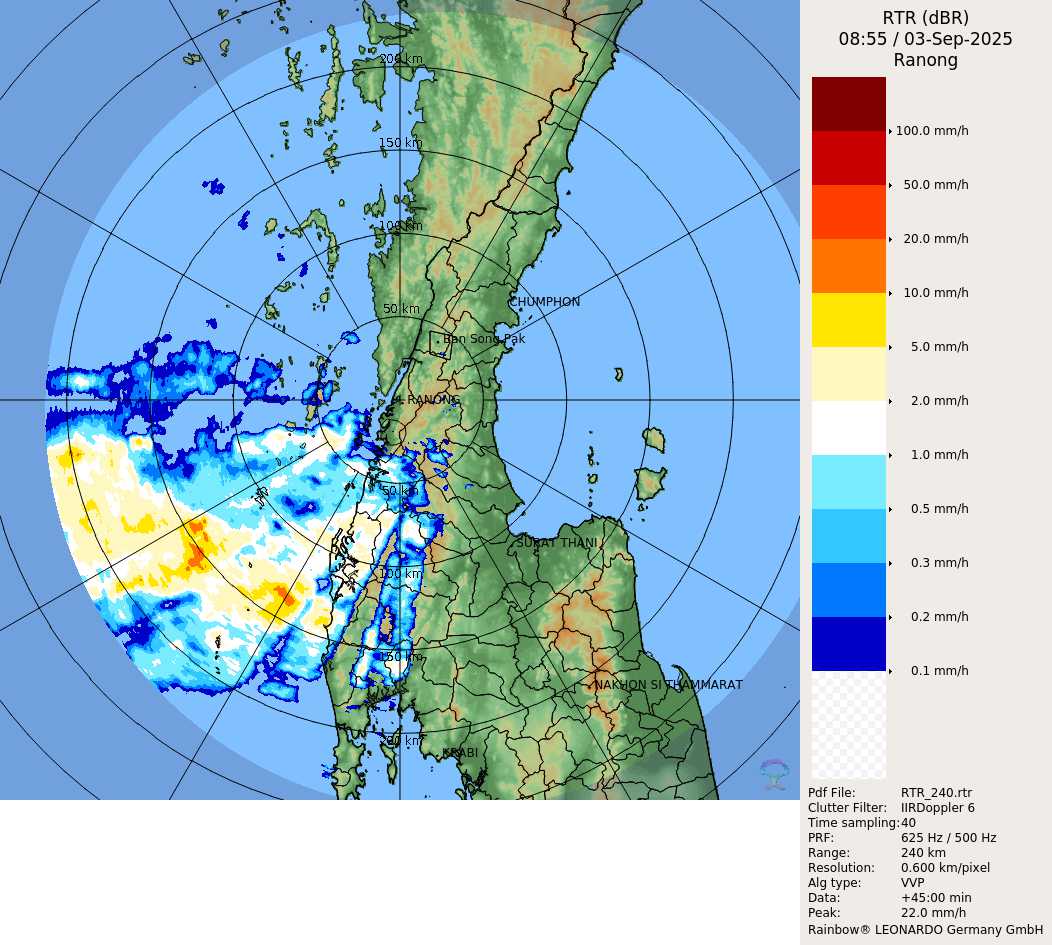 RTR (dBR)
08:55 / 03-Sep-2025
Ranong
100.0 mm/h
50.0 mm/h
20.0 mm/h
10.0 mm/h
5.0 mm/h
2.0 mm/h
1.0 mm/h
0.5 mm/h
0.3 mm/h
0.2 mm/h
0.1 mm/h
Pdf File: RTR_240.rtr
Clutter Filter: IIRDoppler 6
Time sampling: 40
PRF: 625 Hz / 500 Hz
Range: 240 km
Resolution: 0.600 km/pixel
Alg type: VVP
Data: +45:00 min
Peak: 22.0 mm/h
Rainbow® LEONARDO Germany GmbH
200 km
150 km
100 km
50 km
CHUMPHON
Ban Song Pak
RANONG
50 km
SURAT THANI
100 km
150 km
NAKHON SI THAMMARAT
200 km
KRABI